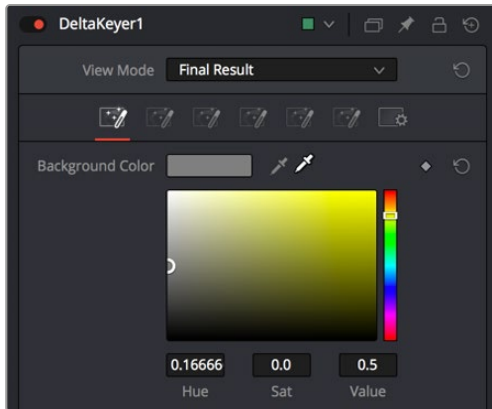 DeltaKeyer1
View Mode Final Result
Background Color
0.16666 0.0 0.5
Hue Sat Value